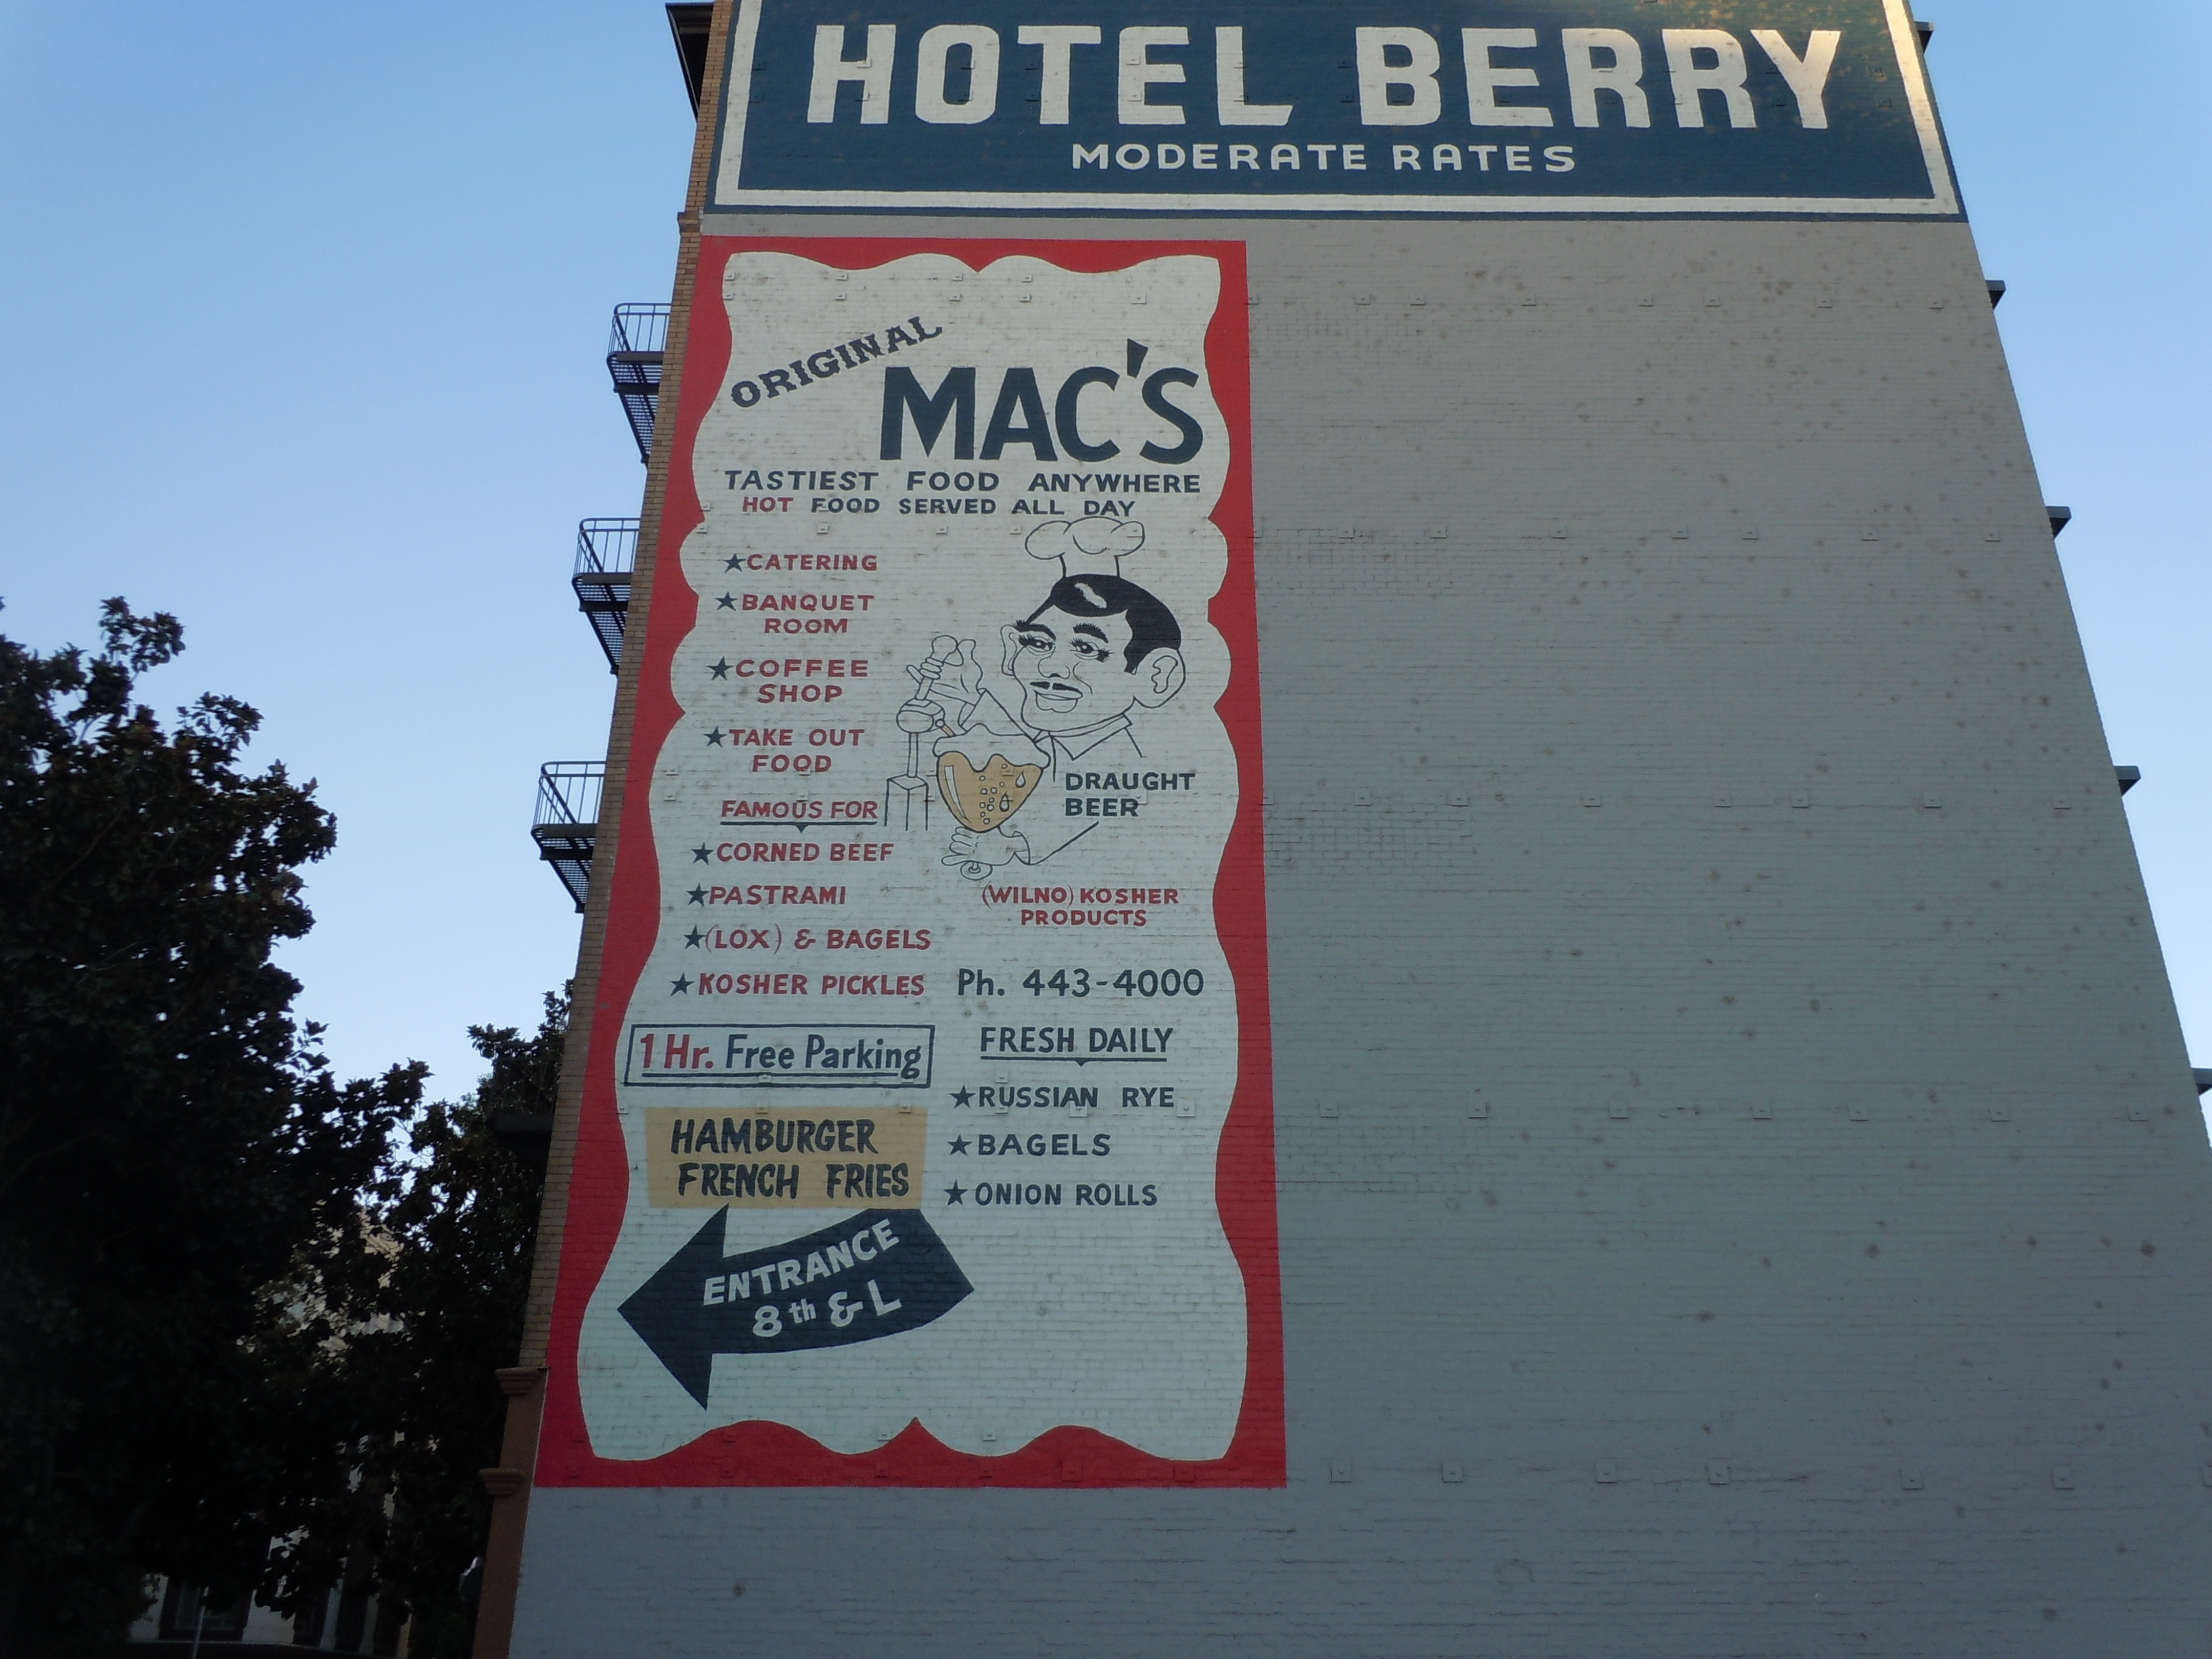 HOTEL BERRY
MODERATE RATES
ORIGINAL
MAC'S
TASTIEST FOOD ANYWHERE
HOT FOOD SERVED ALL DAY
★CATERING
★BANQUET
ROOM
★COFFEE
SHOP
★TAKE OUT
FOOD
DRAUGHT
BEER
FAMOUS FOR
★CORNED BEEF
★PASTRAMI
★(LOX) & BAGELS
★KOSHER PICKLES
(WILNO) KOSHER
PRODUCTS
Ph. 443-4000
1 Hr. Free Parking
HAMBURGER
FRENCH FRIES
FRESH DAILY
★RUSSIAN RYE
★BAGELS
★ONION ROLLS
ENTRANCE
8th & L